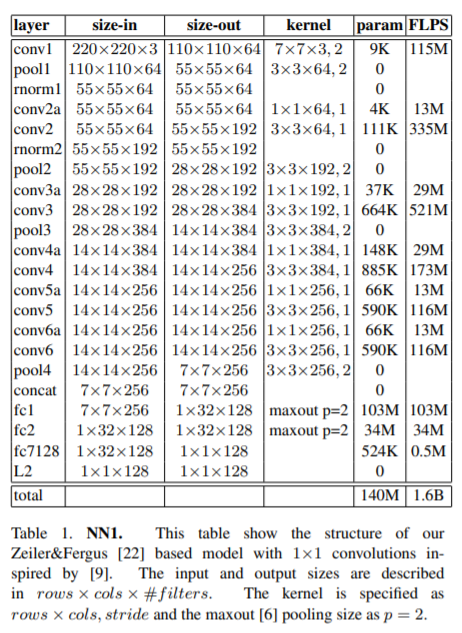 layer size-in size-out kernel param FLPS
conv1 220×220×3 110×110×64 7×7×3, 2 9K 115M
pool1 110×110×64 55×55×64 3×3×64, 2 0
rnorm1 55×55×64 55×55×64 0
conv2a 55×55×64 55×55×64 1×1×64, 1 4K 13M
conv2 55×55×64 55×55×192 3×3×64, 1 111K 335M
rnorm2 55×55×192 55×55×192 0
pool2 55×55×192 28×28×192 3×3×192, 2 0
conv3a 28×28×192 28×28×192 1×1×192, 1 37K 29M
conv3 28×28×192 28×28×384 3×3×192, 1 664K 521M
pool3 28×28×384 14×14×384 3×3×384, 2 0
conv4a 14×14×384 14×14×384 1×1×384, 1 148K 29M
conv4 14×14×384 14×14×256 3×3×384, 1 885K 173M
conv5a 14×14×256 14×14×256 1×1×256, 1 66K 13M
conv5 14×14×256 14×14×256 3×3×256, 1 590K 116M
conv6a 14×14×256 14×14×256 1×1×256, 1 66K 13M
conv6 14×14×256 14×14×256 3×3×256, 1 590K 116M
pool4 14×14×256 7×7×256 3×3×256, 2 0
concat 7×7×256 7×7×256 0
fc1 7×7×256 1×32×128 maxout p=2 103M 103M
fc2 1×32×128 1×32×128 maxout p=2 34M 34M
fc7128 1×32×128 1×1×128 524K 0.5M
L2 1×1×128 1×1×128 0
total 140M 1.6B
Table 1. NN1. This table show the structure of our
Zeiler&Fergus [22] based model with 1×1 convolutions in-
spired by [9]. The input and output sizes are described
in rows × cols × #filters. The kernel is specified as
rows × cols, stride and the maxout [6] pooling size as p = 2.